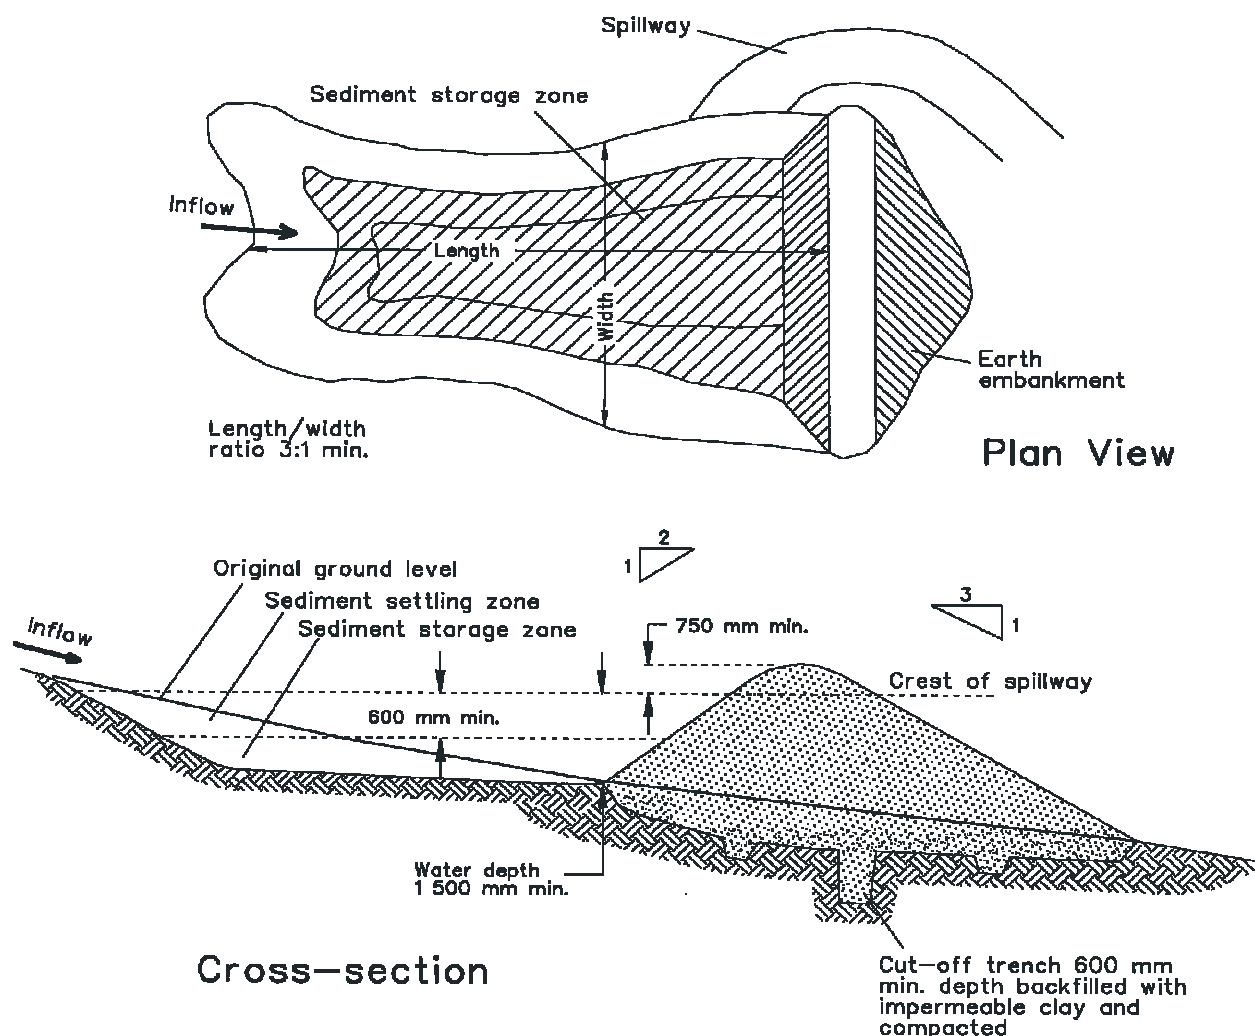 Spillway
Sediment storage zone
Inflow
Length
Width
Earth
embankment
Length/width
ratio 3:1 min.
Plan View
2
1
Original ground level
Sediment settling zone
Sediment storage zone
Inflow
3
1
750 mm min.
Crest of spillway
600 mm min.
Water depth
1 500 mm min.
Cross-section
Cut-off trench 600 mm
min. depth backfilled with
impermeable clay and
compacted